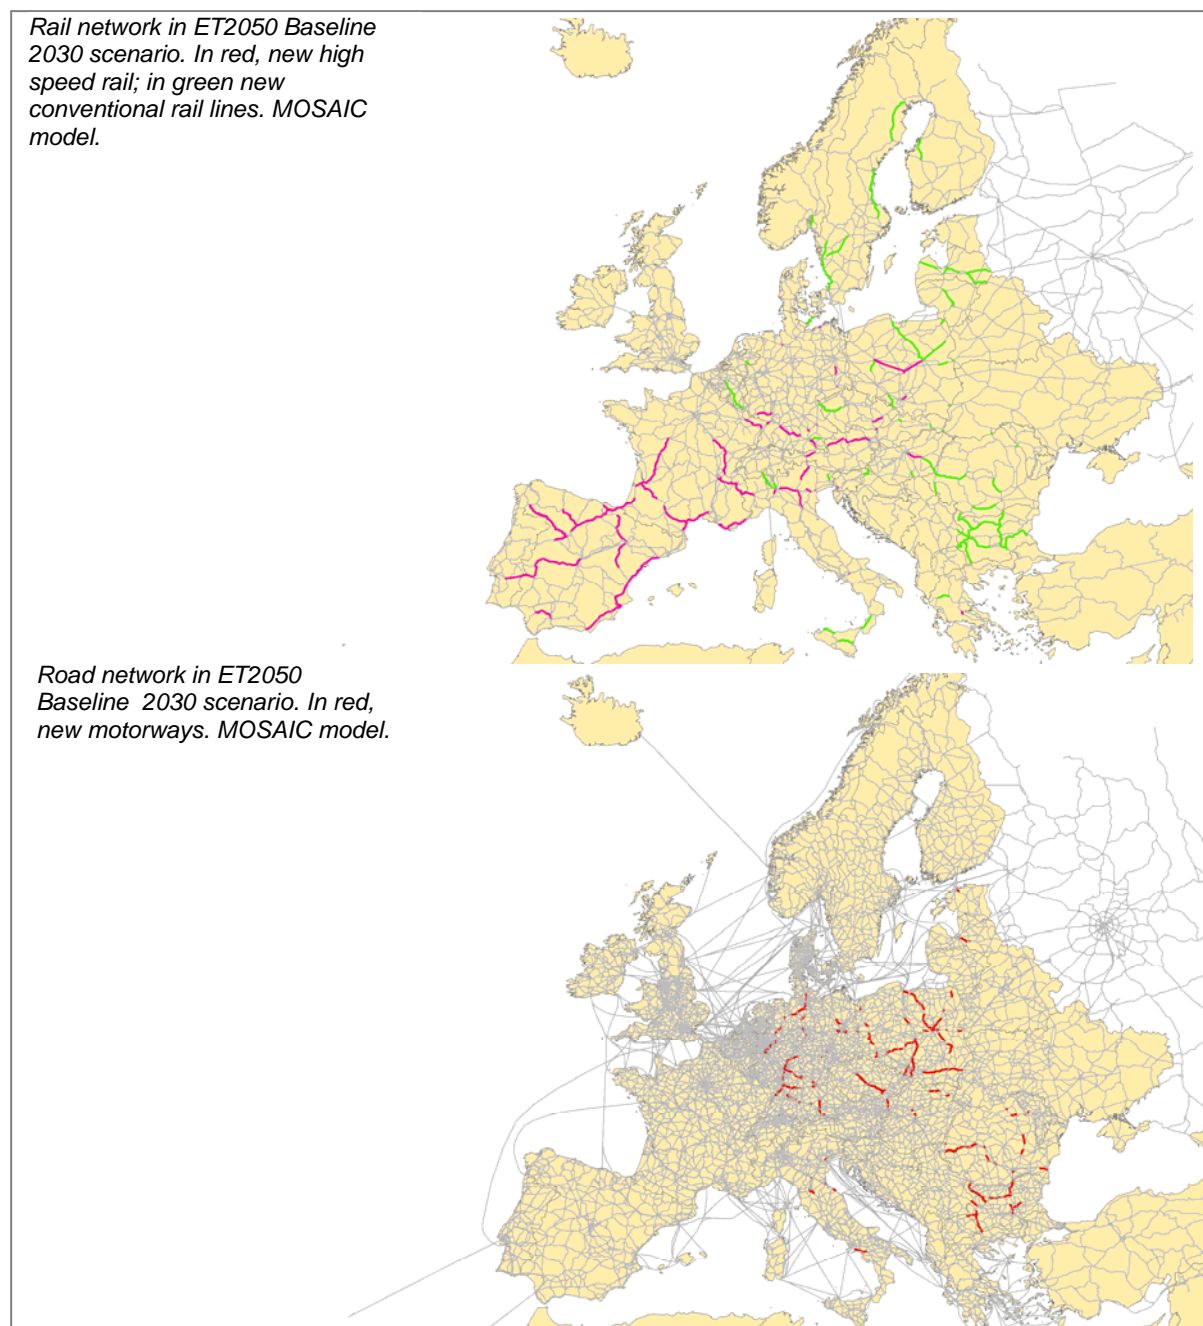 Rail network in ET2050 Baseline
2030 scenario. In red, new high
speed rail; in green new
conventional rail lines. MOSAIC
model.
Road network in ET2050
Baseline  2030 scenario. In red,
new motorways. MOSAIC model.